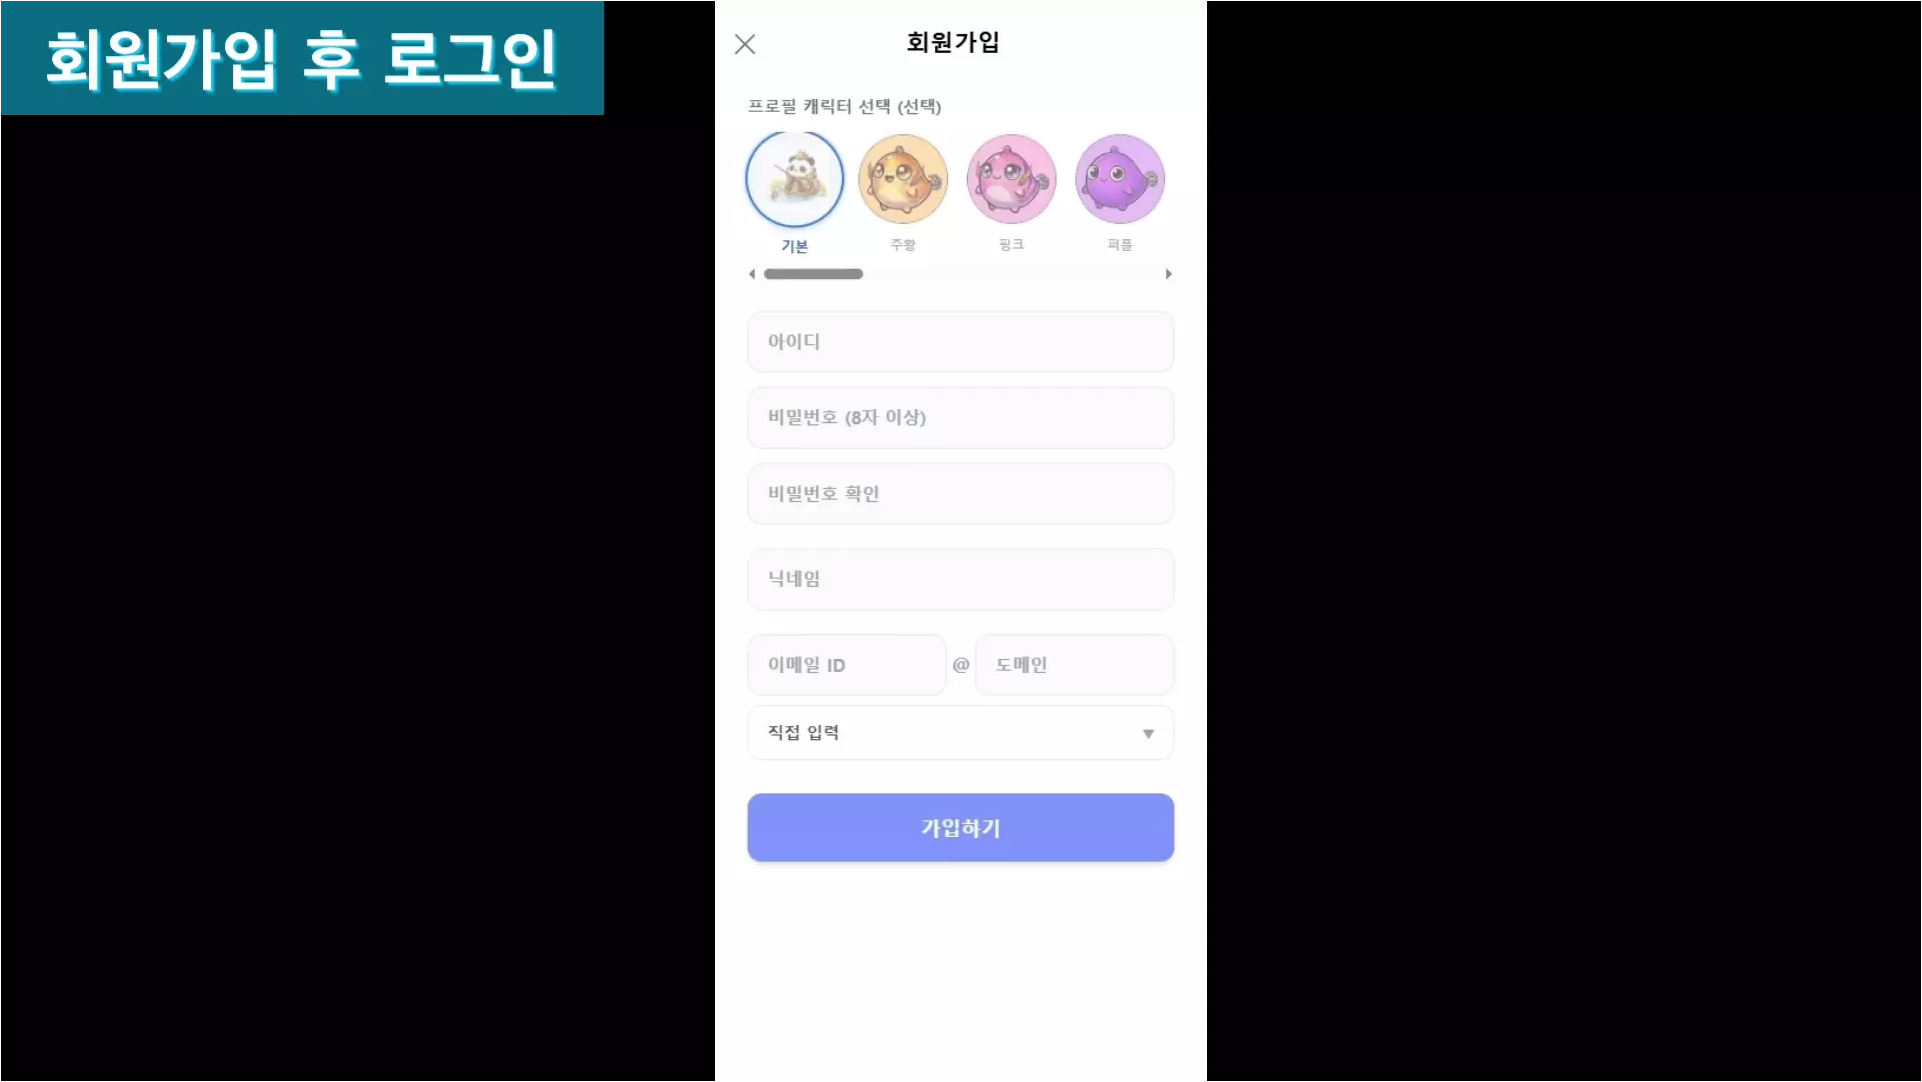 회원가입 후 로그인
회원가입
프로필 캐릭터 선택 (선택)
기본
주황
핑크
퍼플
아이디
비밀번호 (8자 이상)
비밀번호 확인
닉네임
이메일 ID @ 도메인
직접 입력
가입하기